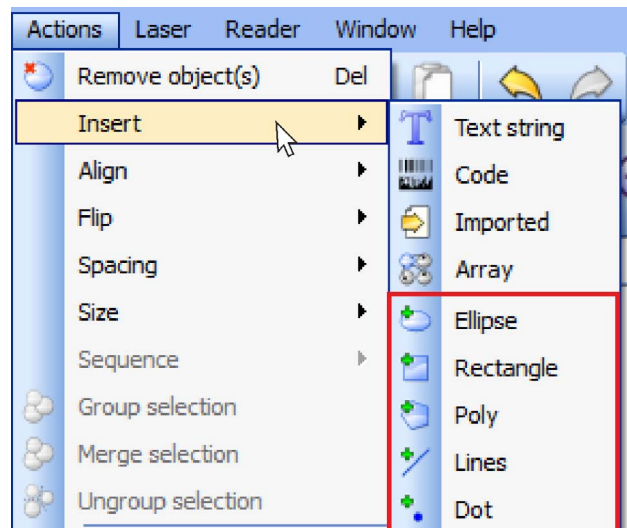 Actions Laser Reader Window Help
Remove object(s) Del
Insert
Align
Flip
Spacing
Size
Sequence
Group selection
Merge selection
Ungroup selection
Text string
Code
Imported
Array
Ellipse
Rectangle
Poly
Lines
Dot